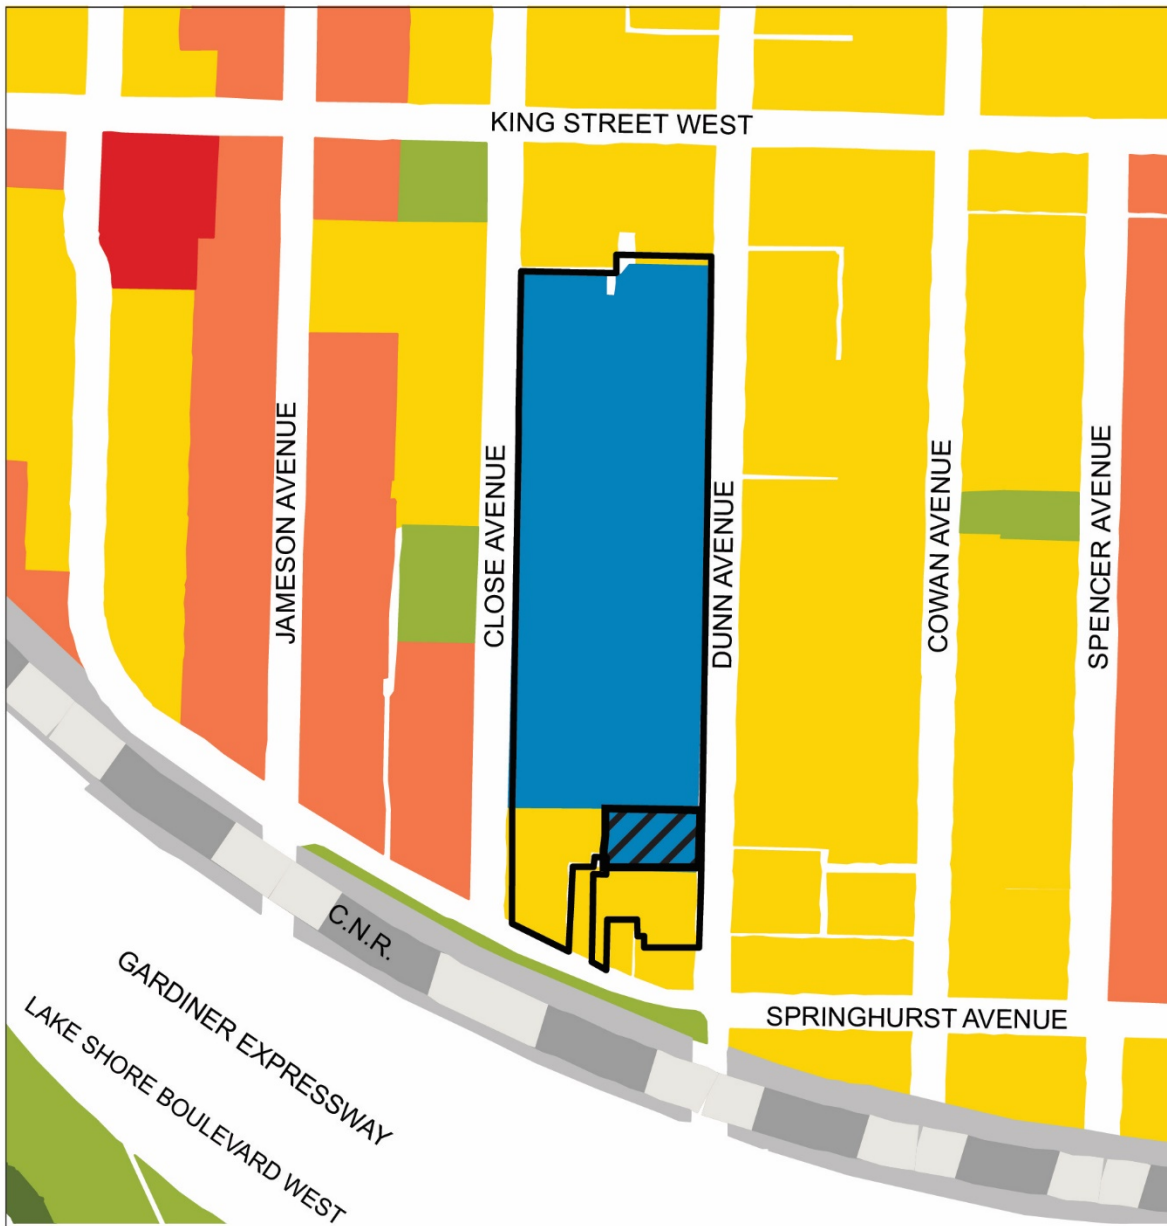 KING STREET WEST
JAMESON AVENUE
CLOSE AVENUE
DUNN AVENUE
COWAN AVENUE
SPENCER AVENUE
C.N.R.
GARDINER EXPRESSWAY
LAKE SHORE BOULEVARD WEST
SPRINGHURST AVENUE